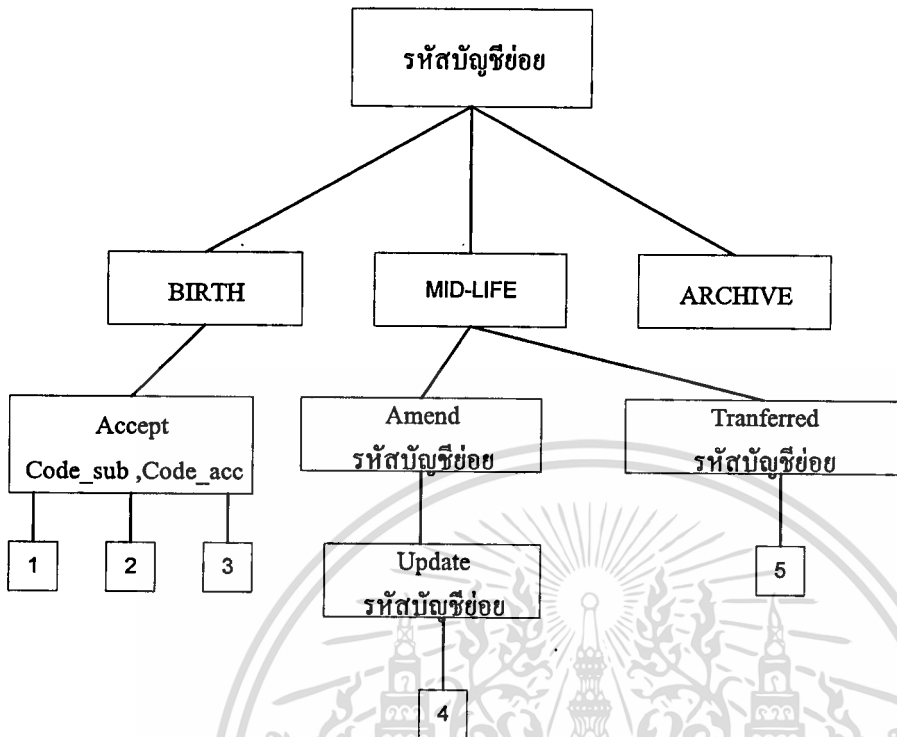 รหัสบัญชีย่อย
BIRTH
MID-LIFE
ARCHIVE
Accept
Code_sub ,Code_acc
Amend
รหัสบัญชีย่อย
Tranferred
รหัสบัญชีย่อย
1
2
3
Update
รหัสบัญชีย่อย
5
4